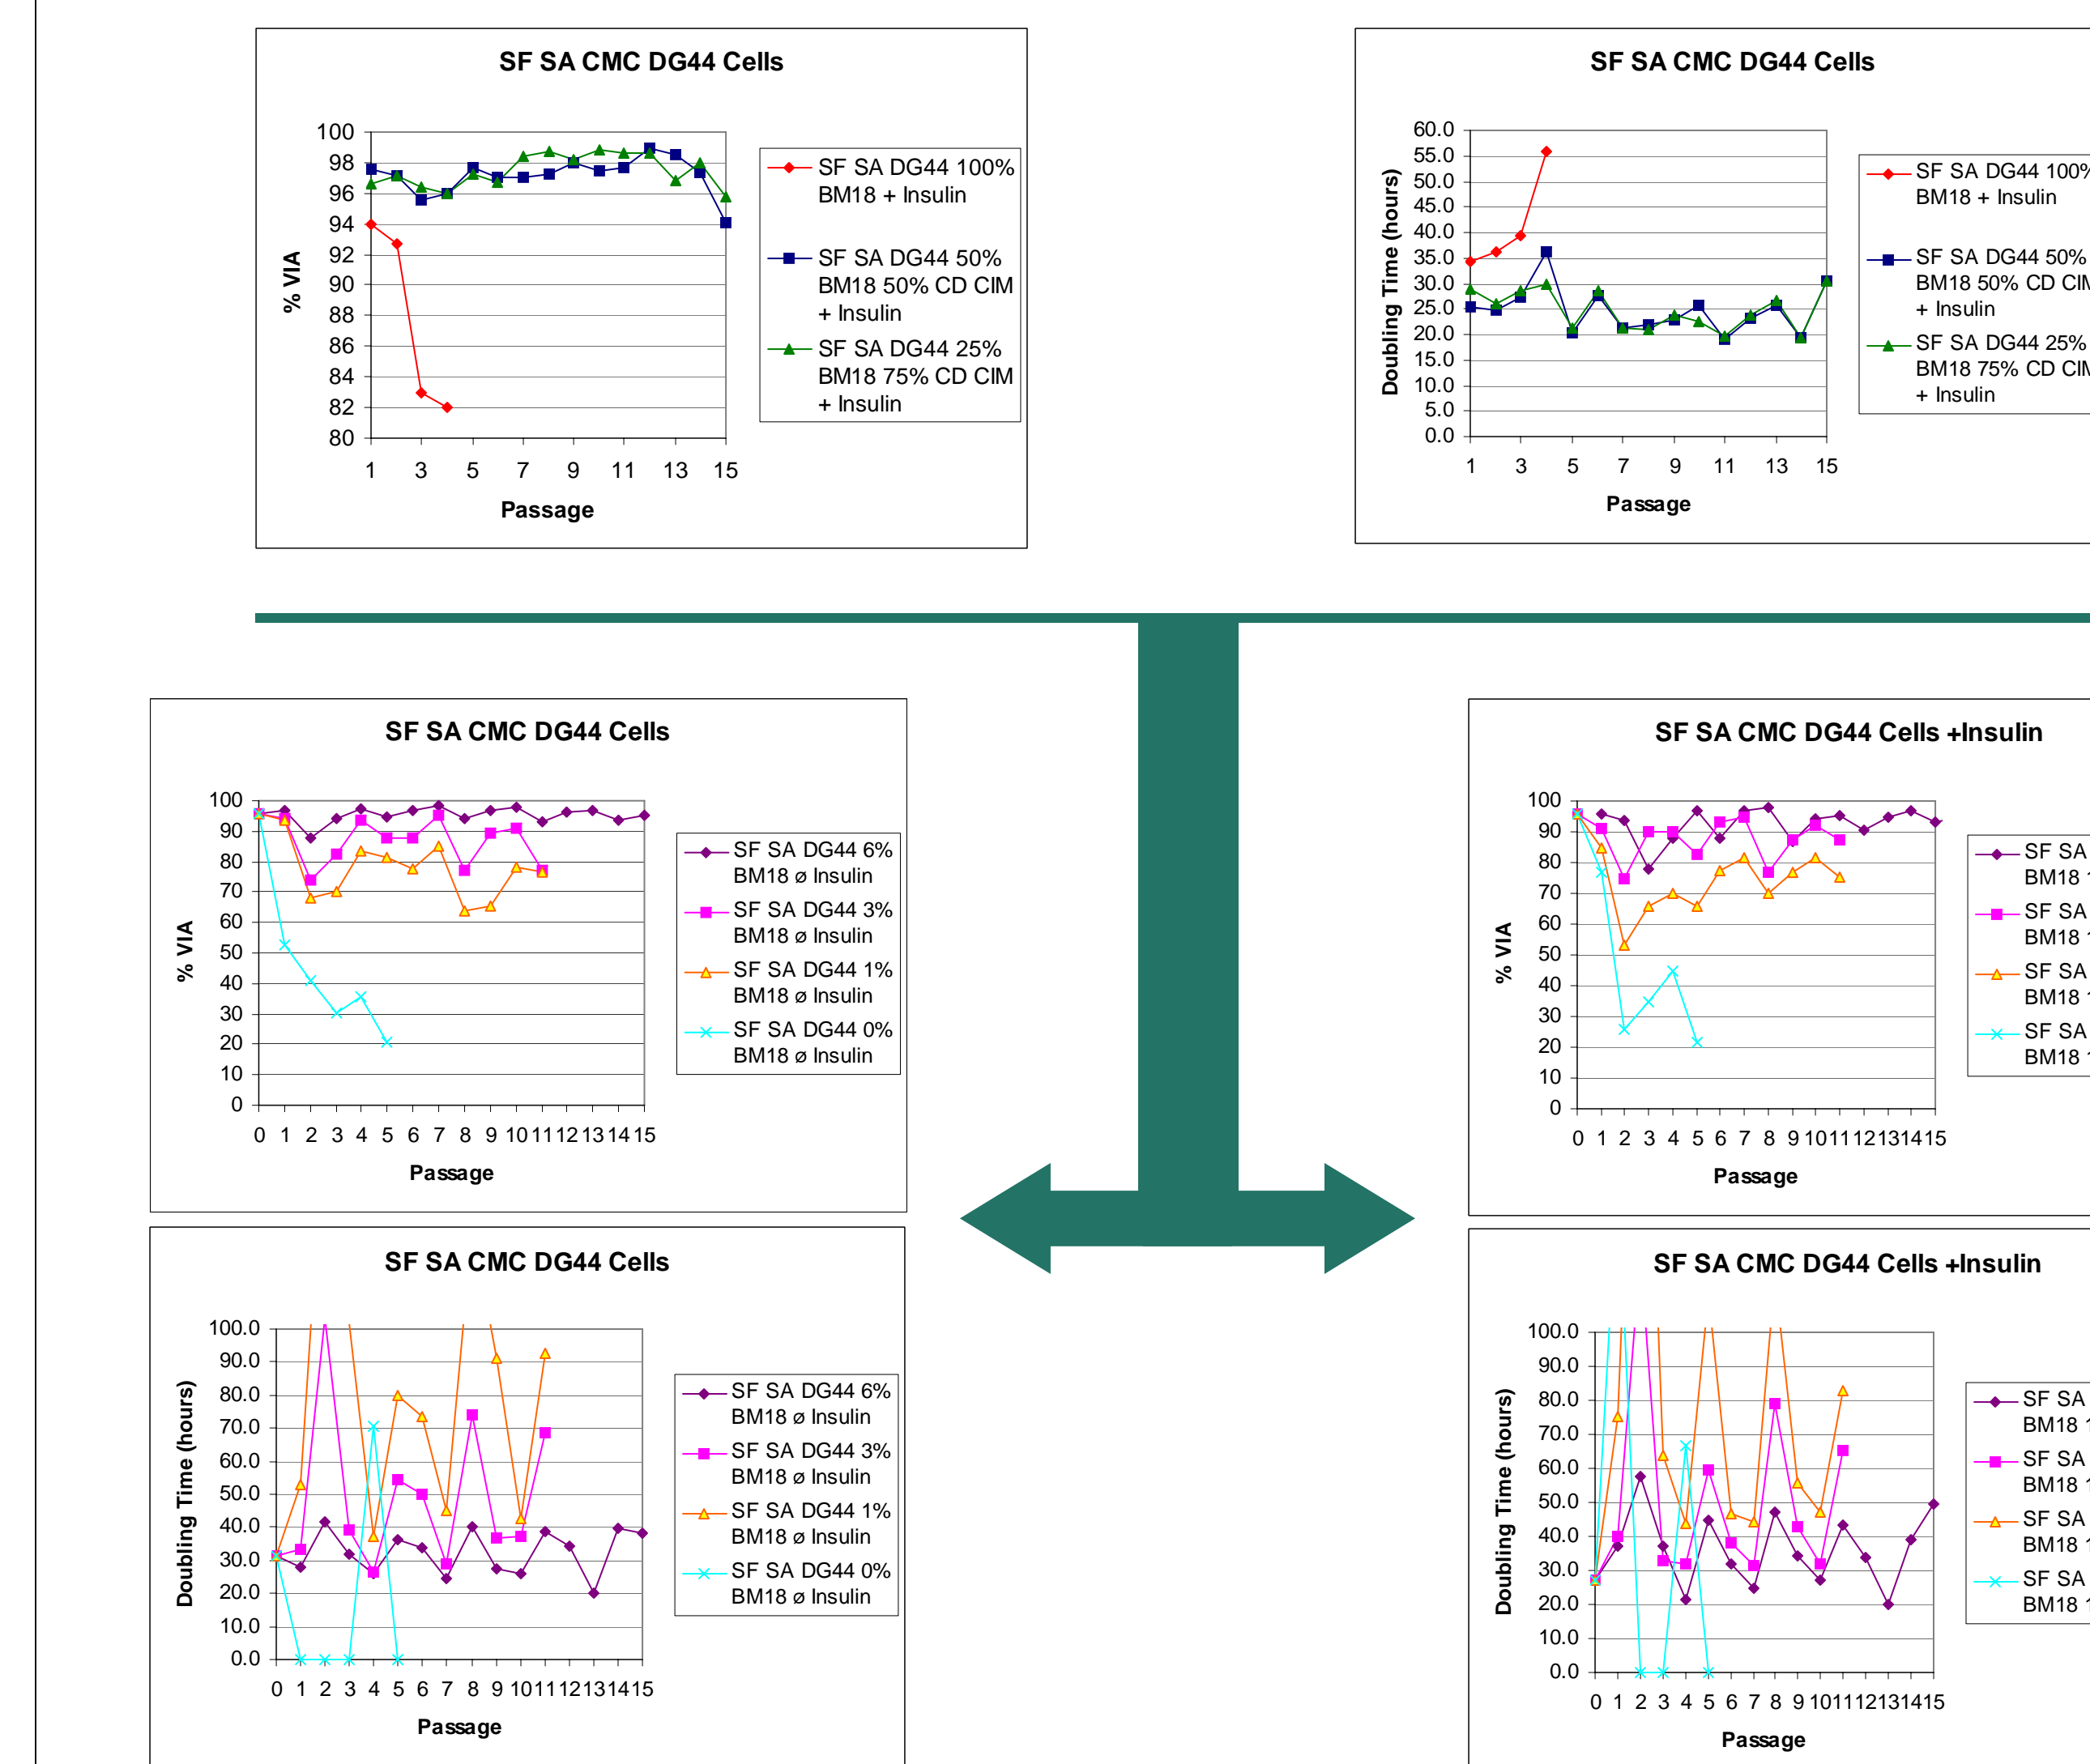 SF SA CMC DG44 Cells
100
98
96
94
92
90
88
86
84
82
80
% VIA
1 3 5 7 9 11 13 15
Passage
SF SA DG44 100%
BM18 + Insulin
SF SA DG44 50%
BM18 50% CD CIM
+ Insulin
SF SA DG44 25%
BM18 75% CD CIM
+ Insulin
SF SA CMC DG44 Cells
60.0
55.0
50.0
45.0
40.0
35.0
30.0
25.0
20.0
15.0
10.0
5.0
0.0
Doubling Time (hours)
1 3 5 7 9 11 13 15
Passage
SF SA DG44 100%
BM18 + Insulin
SF SA DG44 50%
BM18 50% CD CIM
+ Insulin
SF SA DG44 25%
BM18 75% CD CIM
+ Insulin
SF SA CMC DG44 Cells
100
90
80
70
60
50
40
30
20
10
0
% VIA
0 1 2 3 4 5 6 7 8 9 10 11 12 13 14 15
Passage
SF SA DG44 6%
BM18 ø Insulin
SF SA DG44 3%
BM18 ø Insulin
SF SA DG44 1%
BM18 ø Insulin
SF SA DG44 0%
BM18 ø Insulin
SF SA CMC DG44 Cells +Insulin
100
90
80
70
60
50
40
30
20
10
0
% VIA
0 1 2 3 4 5 6 7 8 9 10 11 12 13 14 15
Passage
SF SA
BM18
SF SA
BM18
SF SA
BM18
SF SA
BM18
SF SA CMC DG44 Cells
100.0
90.0
80.0
70.0
60.0
50.0
40.0
30.0
20.0
10.0
0.0
Doubling Time (hours)
0 1 2 3 4 5 6 7 8 9 10 11 12 13 14 15
Passage
SF SA DG44 6%
BM18 ø Insulin
SF SA DG44 3%
BM18 ø Insulin
SF SA DG44 1%
BM18 ø Insulin
SF SA DG44 0%
BM18 ø Insulin
SF SA CMC DG44 Cells +Insulin
100.0
90.0
80.0
70.0
60.0
50.0
40.0
30.0
20.0
10.0
0.0
Doubling Time (hours)
0 1 2 3 4 5 6 7 8 9 10 11 12 13 14 15
Passage
SF SA
BM18
SF SA
BM18
SF SA
BM18
SF SA
BM18